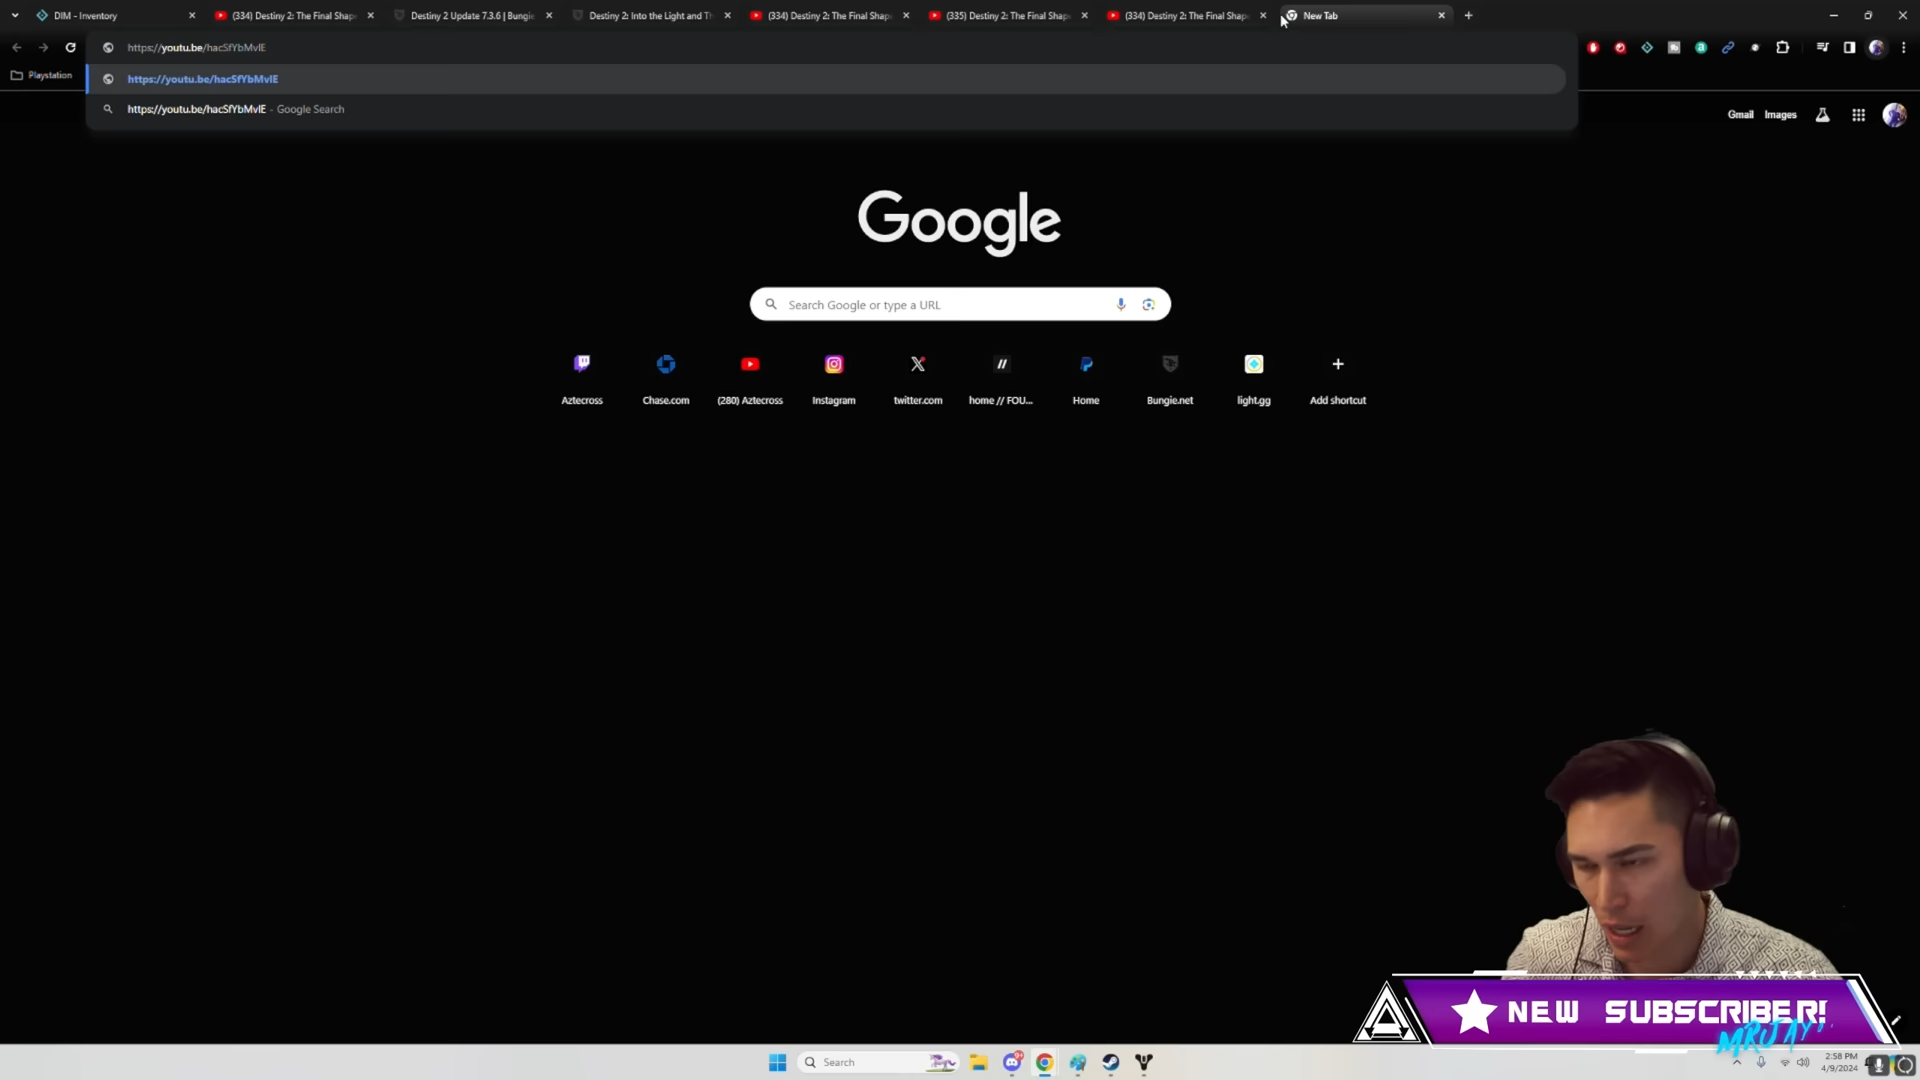 DIM - Inventory
(334) Destiny 2: The Final Shap
Destiny 2 Update 7.3.6 | Bungie
Destiny 2: Into the Light and Th
(334) Destiny 2: The Final Shap
(335) Destiny 2: The Final Shap
(334) Destiny 2: The Final Shap
New Tab
https://youtu.be/hacSfYbMvlE
Playstation
https://youtu.be/hacSfYbMvlE
https://youtu.be/hacSfYbMvlE - Google Search
Gmail Images
Google
Search Google or type a URL
Aztecross
Chase.com
(280) Aztecross
Instagram
twitter.com
home // FOU...
Home
Bungie.net
light.gg
Add shortcut
NEW SUBSCRIBER!
Search
2:58 PM
4/9/2024